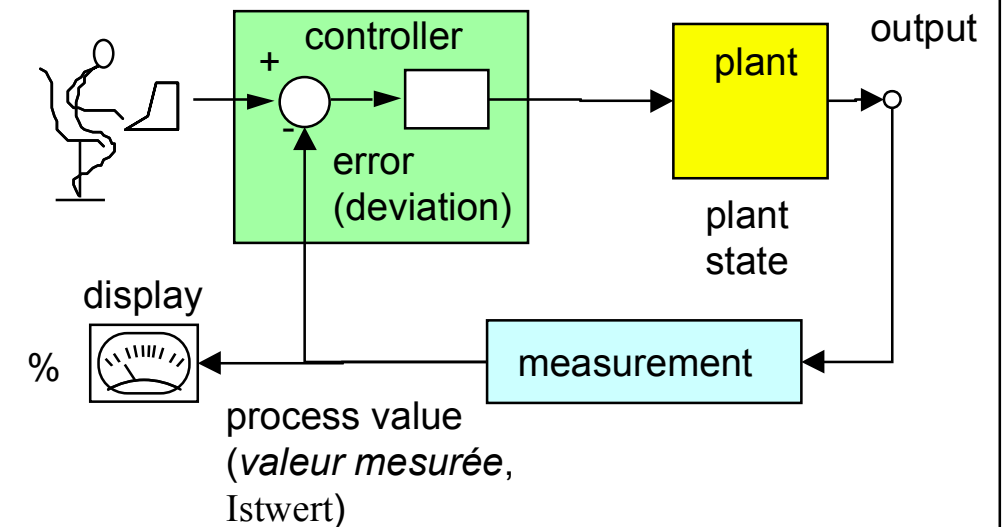 output
controller
+
plant
-
error
(deviation)
plant
state
display
measurement
%
process value
(valeur mesurée,
Istwert)